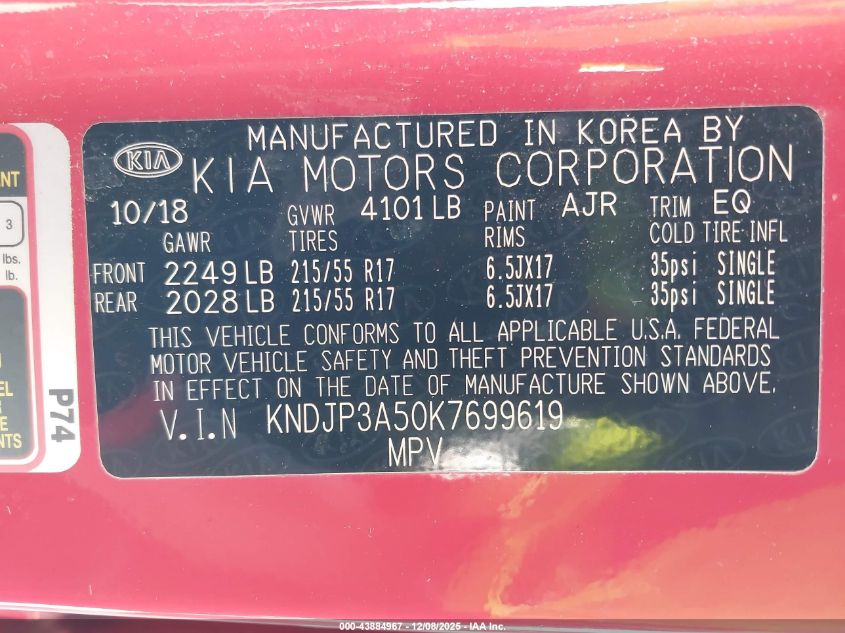 KIA
MANUFACTURED IN KOREA BY
KIA MOTORS CORPORATION
10/18 GVWR 4101 LB PAINT AJR TRIM EQ
GAWR TIRES RIMS COLD TIRE INFL
FRONT 2249 LB 215/55 R17 6.5JX17 35psi SINGLE
REAR 2028 LB 215/55 R17 6.5JX17 35psi SINGLE
THIS VEHICLE CONFORMS TO ALL APPLICABLE U.S.A. FEDERAL
MOTOR VEHICLE SAFETY AND THEFT PREVENTION STANDARDS
IN EFFECT ON THE DATE OF MANUFACTURE SHOWN ABOVE.
V.I.N KNDJP3A50K7699619
MPV
3
lbs.
lb.
P74
000-43884967 - 12/08/2025 - IAA Inc.